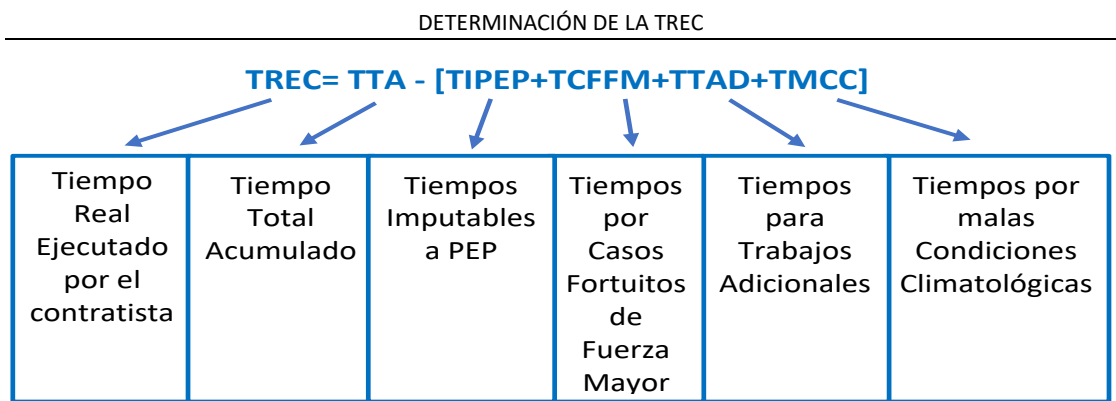 DETERMINACIÓN DE LA TREC
TREC= TTA - [TIPEP+TCFFM+TTAD+TMCC]
Tiempo
Real
Ejecutado
por el
contratista
Tiempo
Total
Acumulado
Tiempos
Imputables
a PEP
Tiempos
por
Casos
Fortuitos
de
Fuerza
Mayor
Tiempos
para
Trabajos
Adicionales
Tiempos por
malas
Condiciones
Climatológicas